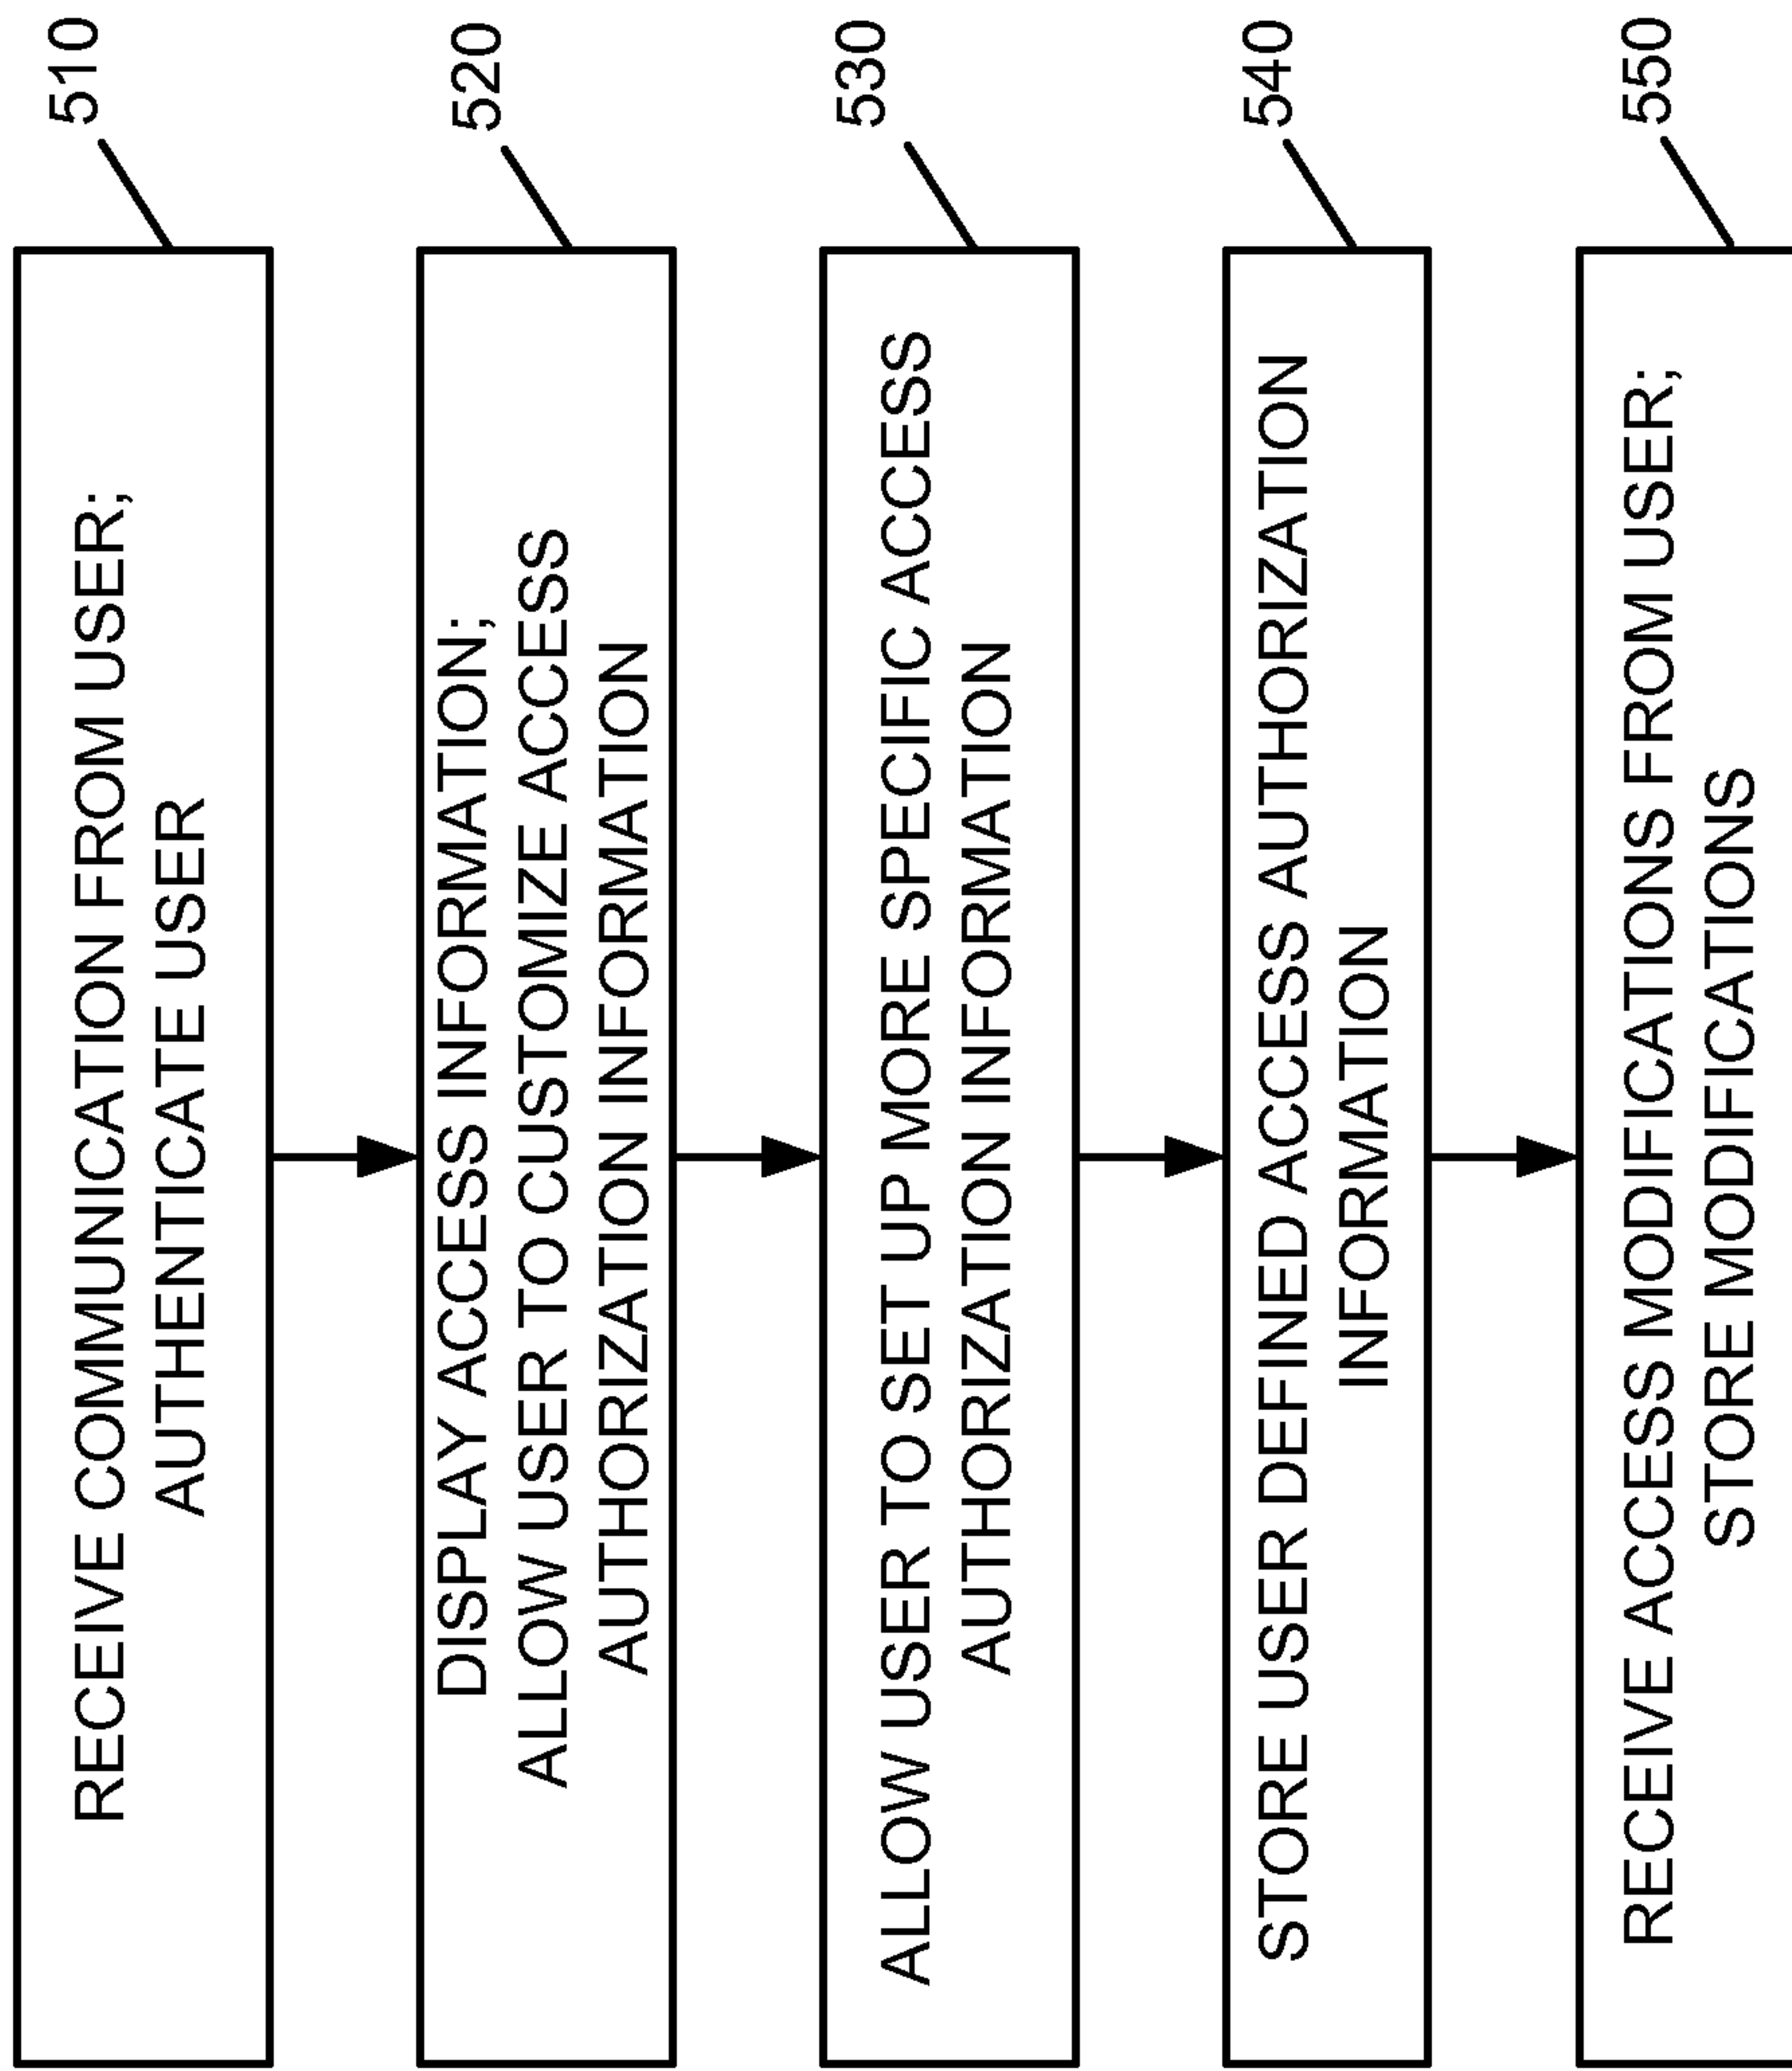 RECEIVE COMMUNICATION FROM USER;
AUTHENTICATE USER
510
DISPLAY ACCESS INFORMATION;
ALLOW USER TO CUSTOMIZE ACCESS
AUTHORIZATION INFORMATION
520
ALLOW USER TO SET UP MORE SPECIFIC ACCESS
AUTHORIZATION INFORMATION
530
STORE USER DEFINED ACCESS AUTHORIZATION
INFORMATION
540
RECEIVE ACCESS MODIFICATIONS FROM USER;
STORE MODIFICATIONS
550